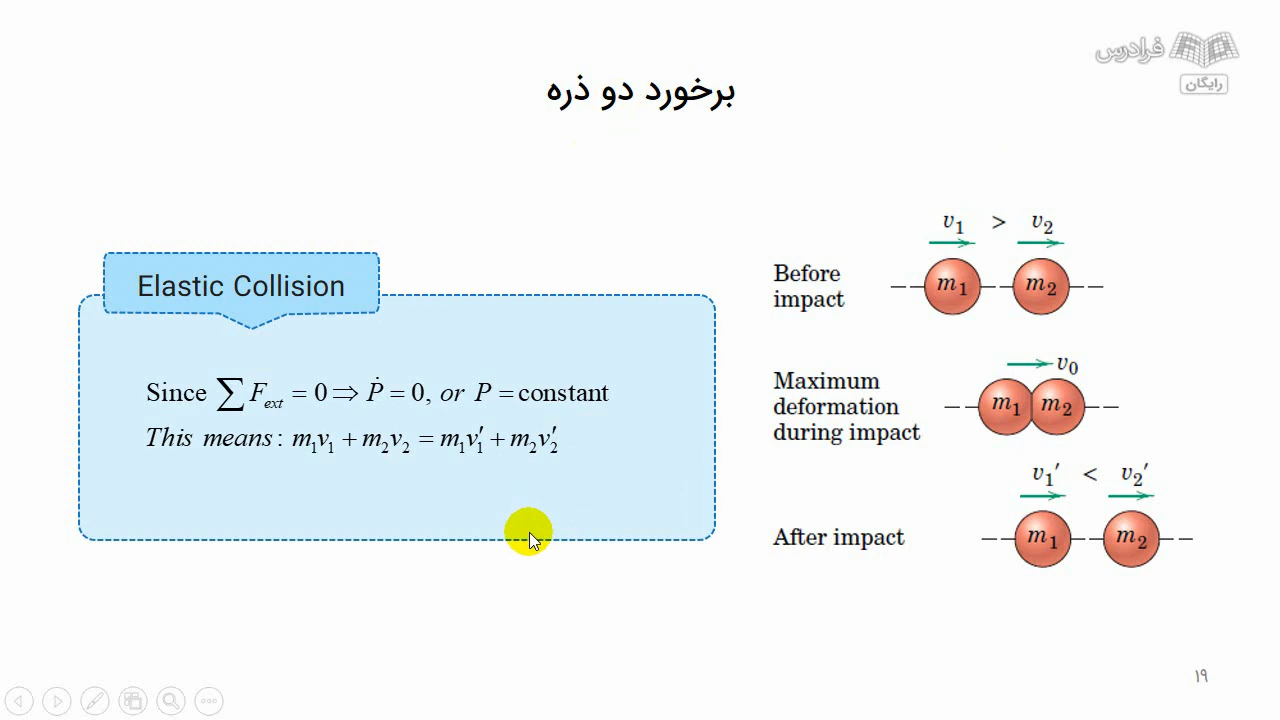 فرادرس
رایگان
برخورد دو ذره
Elastic Collision
Since ∑ F_ext = 0 ⇒ Ṗ = 0, or P = constant
This means: m₁v₁ + m₂v₂ = m₁v₁′ + m₂v₂′
v₁ > v₂
Before
impact
m₁ m₂
v₀
Maximum
deformation
during impact
m₁ m₂
v₁′ < v₂′
After impact
m₁ m₂
۱۹